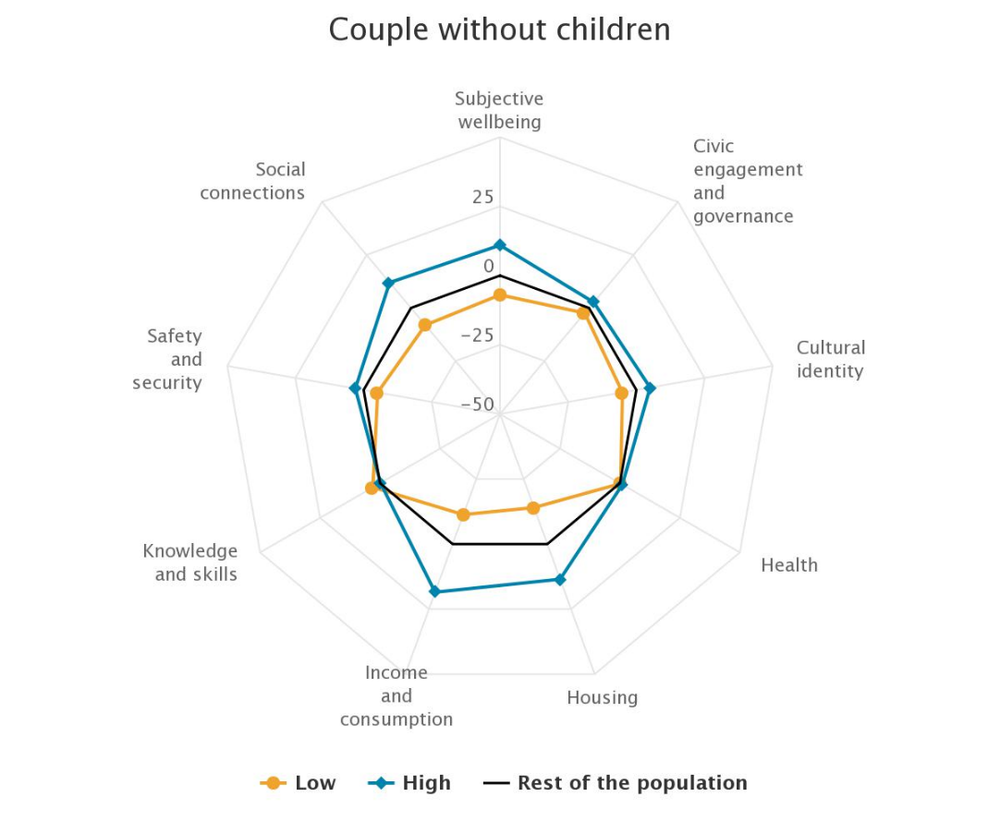 Couple without children
Subjective
wellbeing
Civic
engagement
and
governance
Social
connections
25
0
−25
−50
Safety
and
security
Cultural
identity
Knowledge
and skills
Health
Income
and
consumption
Housing
Low
High
Rest of the population